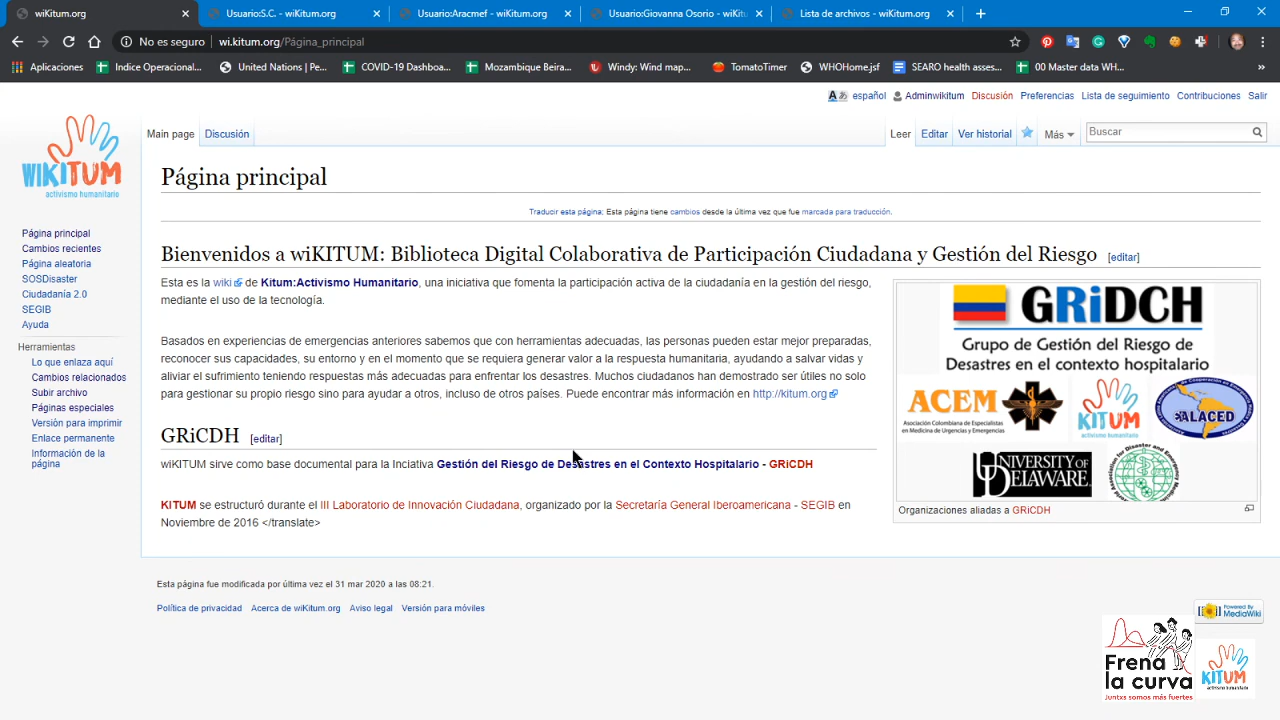 wiKitum.org
Usuario:S.C. - wiKitum.org
Usuario:Aracmef - wiKitum.org
Usuario:Giovanna Osorio - wiKit
Lista de archivos - wiKitum.org
No es seguro
wi.kitum.org/Página_principal
Aplicaciones
Indice Operacional...
United Nations | Pe...
COVID-19 Dashboa...
Mozambique Beira...
Windy: Wind map...
TomatoTimer
WHOHome.jsf
SEARO health asses...
00 Master data WH...
español
Adminwikitum
Discusión
Preferencias
Lista de seguimiento
Contribuciones
Salir
Main page
Discusión
Leer
Editar
Ver historial
Más
Buscar
WIKITUM
activismo humanitario
Página principal
Cambios recientes
Página aleatoria
SOSDisaster
Ciudadanía 2.0
SEGIB
Ayuda
Herramientas
Lo que enlaza aquí
Cambios relacionados
Subir archivo
Páginas especiales
Versión para imprimir
Enlace permanente
Información de la
página
Página principal
Traducir esta página: Esta página tiene cambios desde la última vez que fue marcada para traducción.
Bienvenidos a wiKITUM: Biblioteca Digital Colaborativa de Participación Ciudadana y Gestión del Riesgo [editar]
Esta es la wiki de Kitum:Activismo Humanitario, una iniciativa que fomenta la participación activa de la ciudadanía en la gestión del riesgo,
mediante el uso de la tecnología.
Basados en experiencias de emergencias anteriores sabemos que con herramientas adecuadas, las personas pueden estar mejor preparadas,
reconocer sus capacidades, su entorno y en el momento que se requiera generar valor a la respuesta humanitaria, ayudando a salvar vidas y
aliviar el sufrimiento teniendo respuestas más adecuadas para enfrentar los desastres. Muchos ciudadanos han demostrado ser útiles no solo
para gestionar su propio riesgo sino para ayudar a otros, incluso de otros países. Puede encontrar más información en http://kitum.org
GRiCDH [editar]
wiKITUM sirve como base documental para la Inciativa Gestión del Riesgo de Desastres en el Contexto Hospitalario - GRiCDH
KITUM se estructuró durante el III Laboratorio de Innovación Ciudadana, organizado por la Secretaría General Iberoamericana - SEGIB en
Noviembre de 2016 </translate>
GRiDCH
Grupo de Gestión del Riesgo de
Desastres en el contexto hospitalario
ACEM
Asociación Colombiana de Especialistas
en Medicina de Urgencias y Emergencias
KITUM
activismo humanitario
ALACED
UNIVERSITY OF
DELAWARE
Organizaciones aliadas a GRiCDH
Esta página fue modificada por última vez el 31 mar 2020 a las 08:21.
Política de privacidad
Acerca de wiKitum.org
Aviso legal
Versión para móviles
Powered By
MediaWiki
Frena
la curva
Juntxs somos más fuertes
KITUM
activismo humanitario